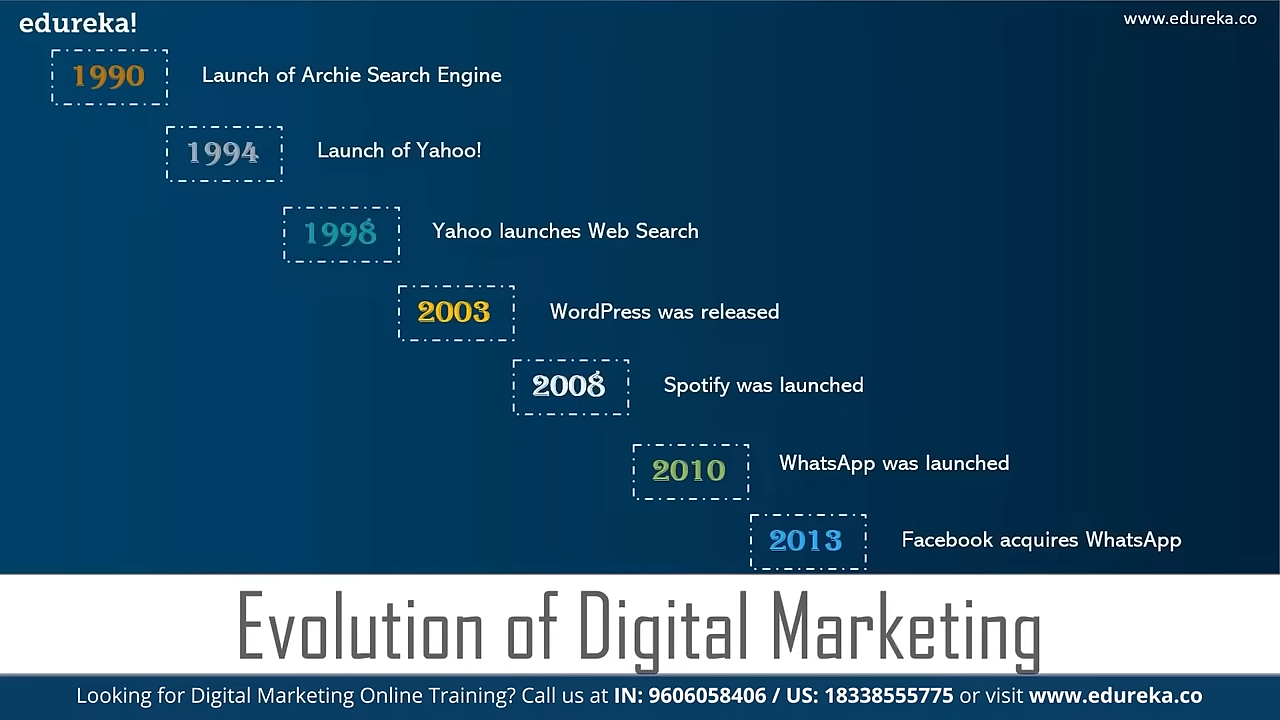 edureka!
www.edureka.co
1990 Launch of Archie Search Engine
1994 Launch of Yahoo!
1998 Yahoo launches Web Search
2003 WordPress was released
2008 Spotify was launched
2010 WhatsApp was launched
2013 Facebook acquires WhatsApp
Evolution of Digital Marketing
Looking for Digital Marketing Online Training? Call us at IN: 9606058406 / US: 18338555775 or visit www.edureka.co